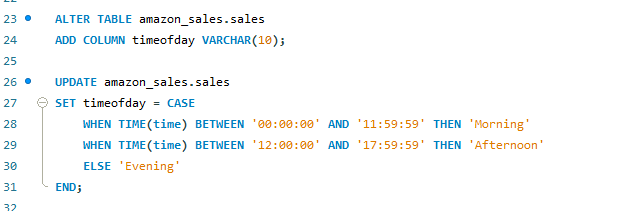 23 ALTER TABLE amazon_sales.sales
24 ADD COLUMN timeofday VARCHAR(10);
25
26 UPDATE amazon_sales.sales
27 SET timeofday = CASE
28 WHEN TIME(time) BETWEEN '00:00:00' AND '11:59:59' THEN 'Morning'
29 WHEN TIME(time) BETWEEN '12:00:00' AND '17:59:59' THEN 'Afternoon'
30 ELSE 'Evening'
31 END;
32